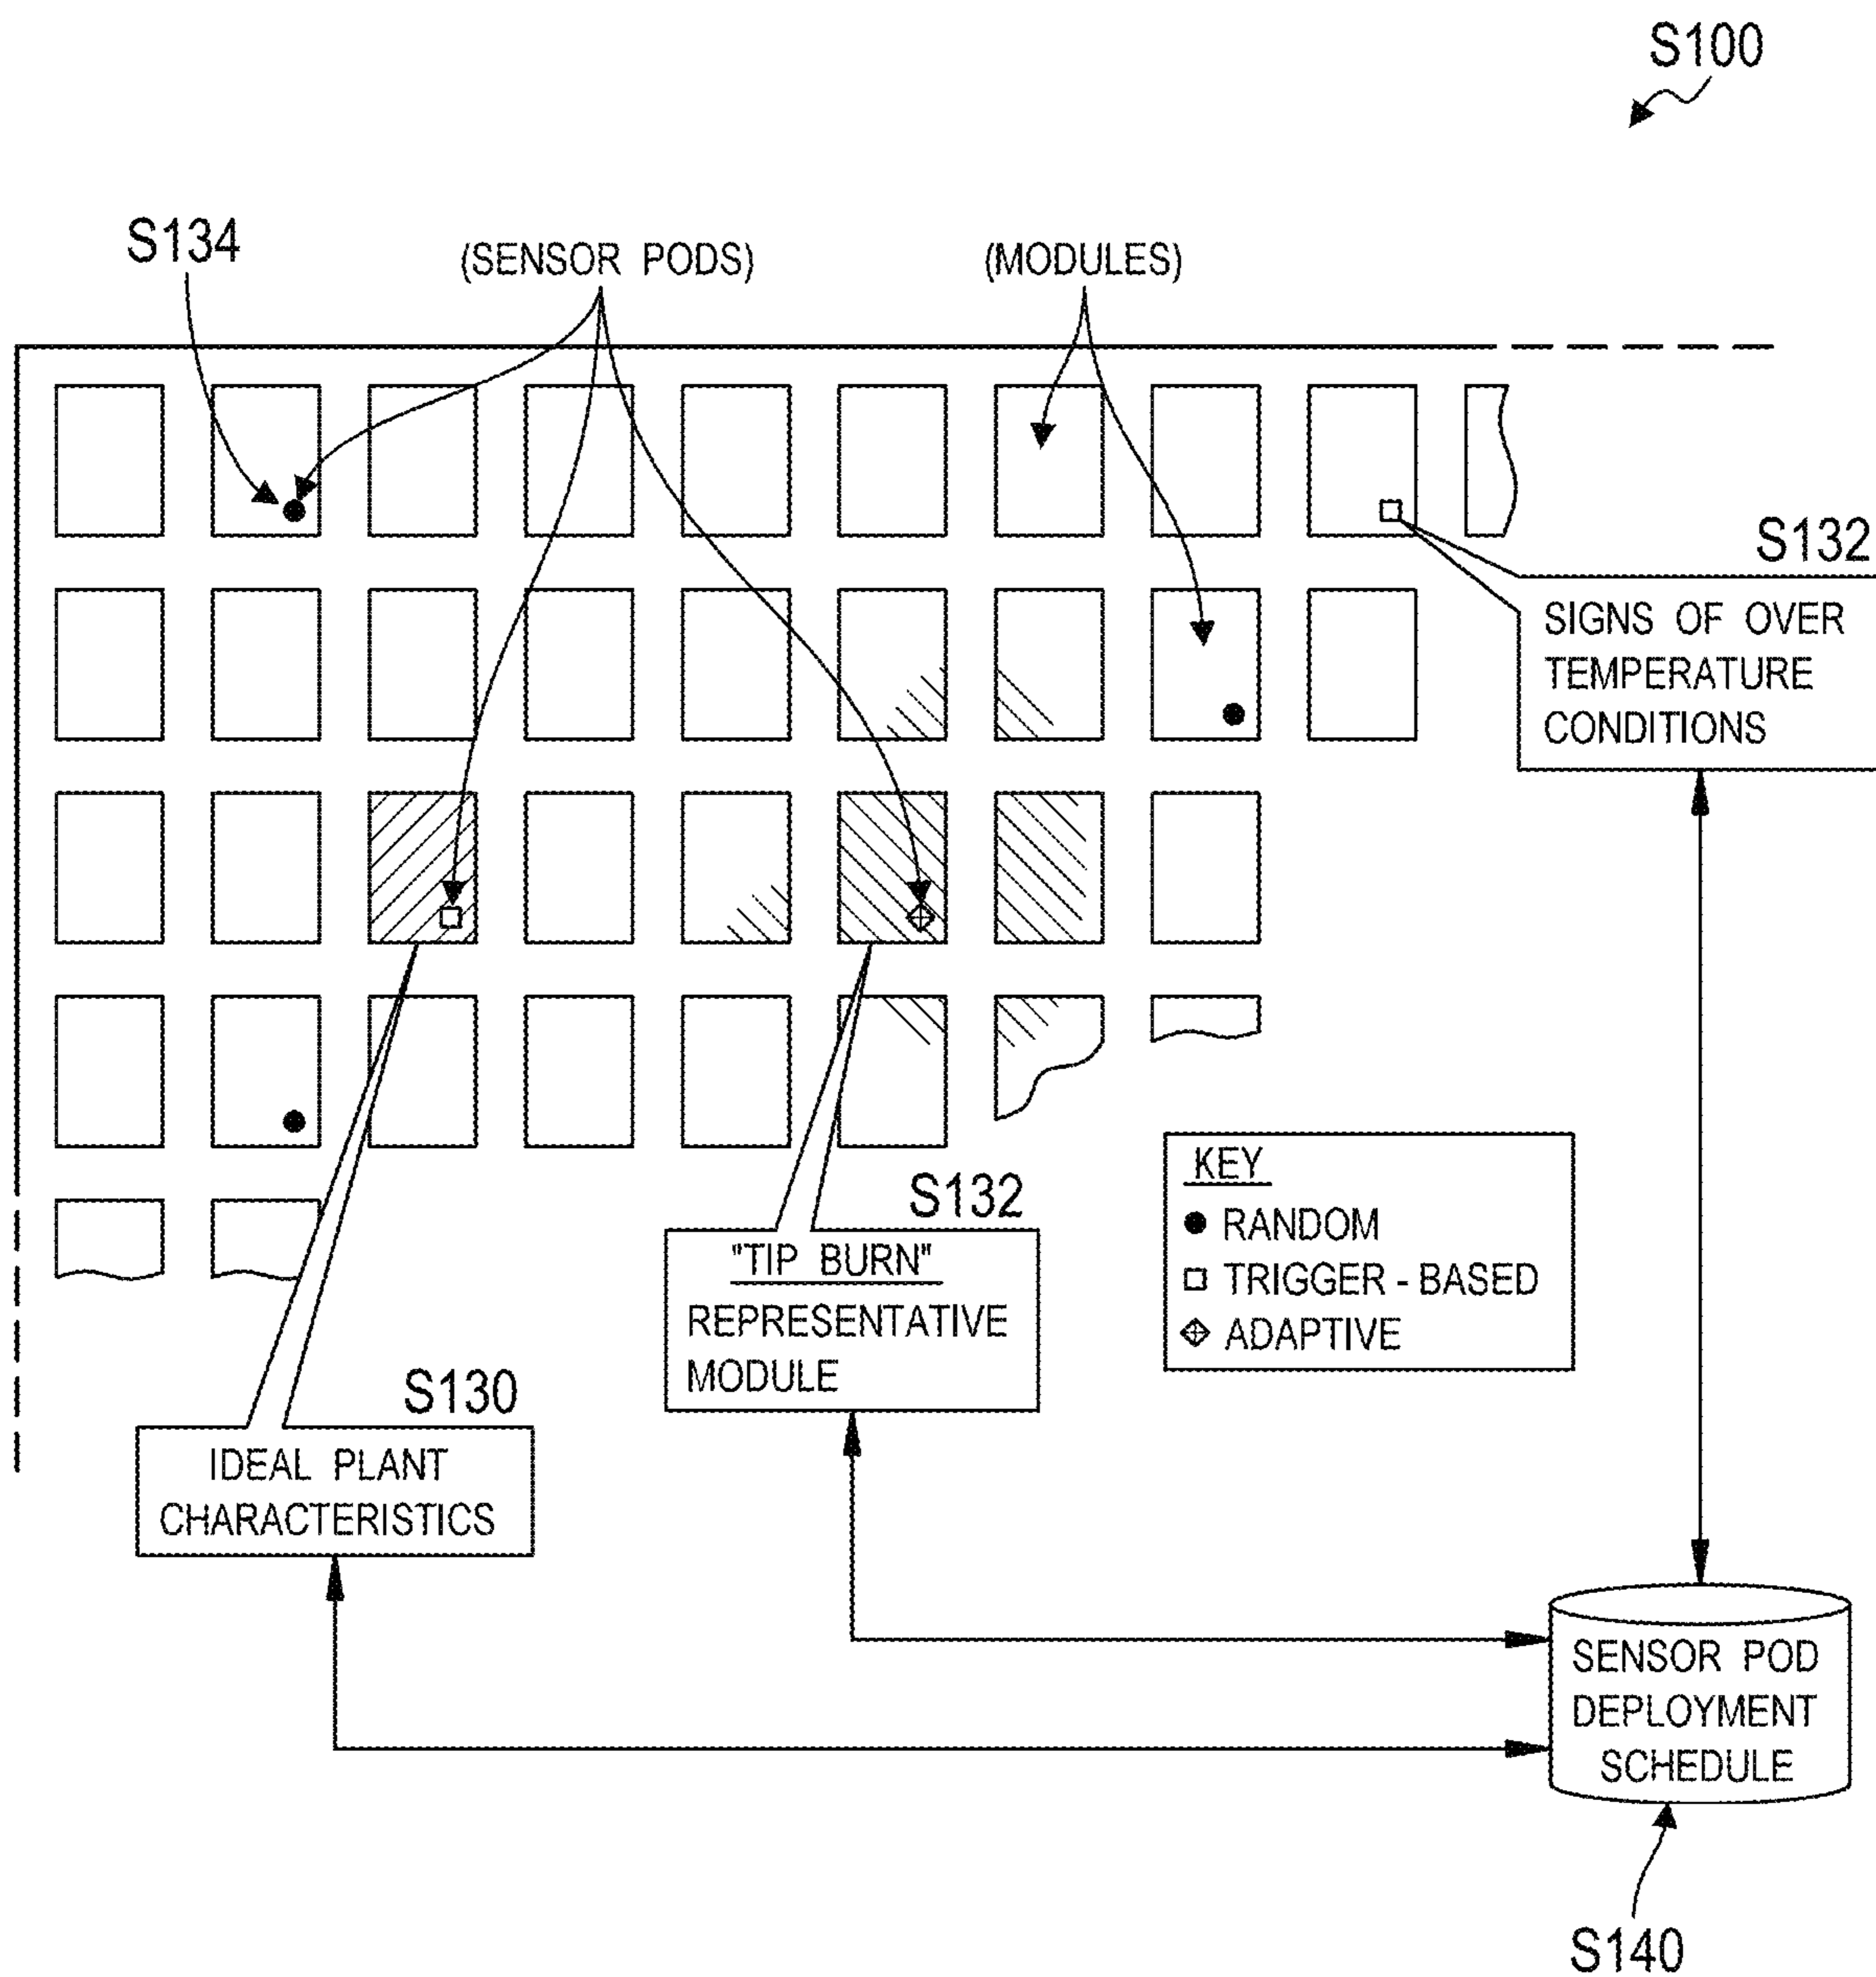 S100
S134
(SENSOR PODS)
(MODULES)
S132
SIGNS OF OVER
TEMPERATURE
CONDITIONS
KEY
RANDOM
TRIGGER - BASED
ADAPTIVE
S132
"TIP BURN"
REPRESENTATIVE
MODULE
S130
IDEAL PLANT
CHARACTERISTICS
SENSOR POD
DEPLOYMENT
SCHEDULE
S140